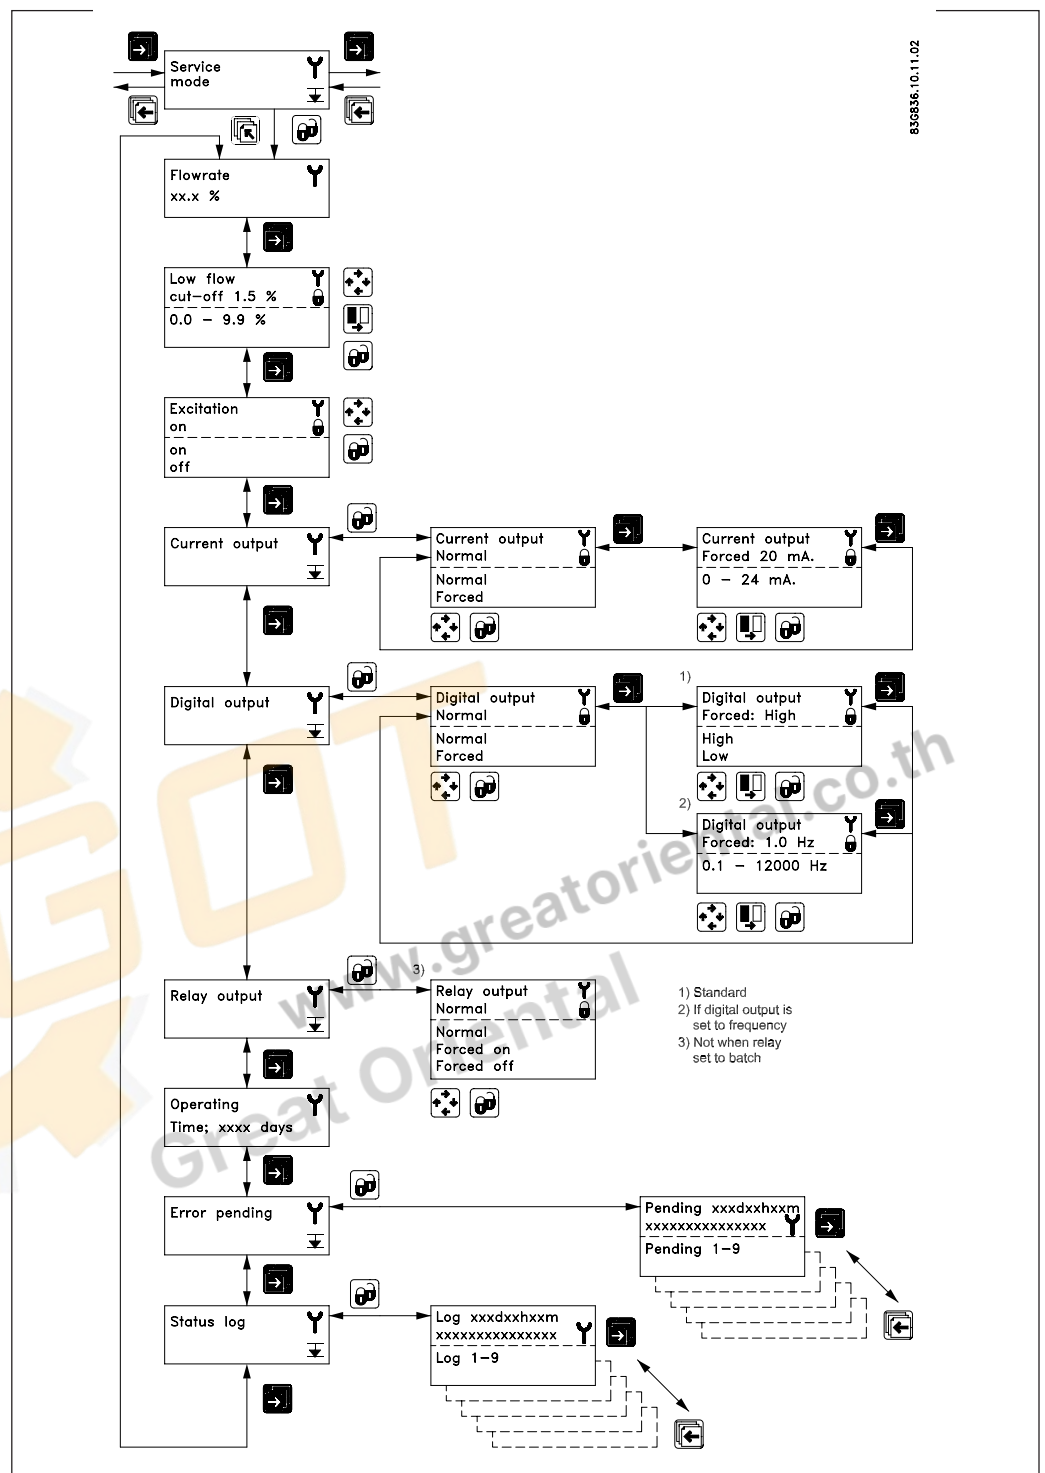 83G836.10.11.02
Service
mode
Flowrate
xx.x %
Low flow
cut-off 1.5 %
0.0 - 9.9 %
Excitation
on
on
off
Current output
Current output
Normal
Normal
Forced
Current output
Forced 20 mA.
0 - 24 mA.
Digital output
Digital output
Normal
Normal
Forced
1)
Digital output
Forced: High
High
Low
2)
Digital output
Forced: 1.0 Hz
0.1 - 12000 Hz
Relay output
3)
Relay output
Normal
Normal
Forced on
Forced off
1) Standard
2) If digital output is
set to frequency
3) Not when relay
set to batch
Operating
Time; xxxx days
Error pending
Pending xxxdxxhxxm
xxxxxxxxxxxxxxx
Pending 1-9
Status log
Log xxxdxxhxxm
xxxxxxxxxxxxxxx
Log 1-9
GOT
www.greatoriental.co.th
Great Oriental